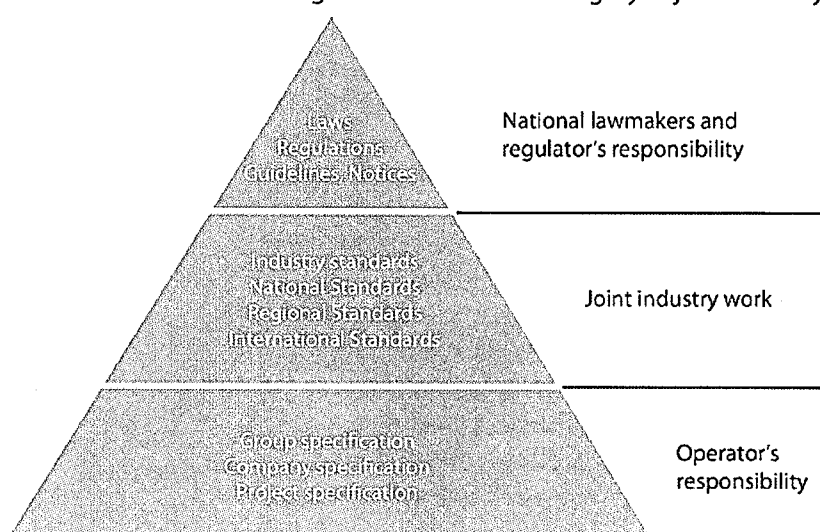 Laws
Regulations
Guidelines, Notices
National lawmakers and
regulator's responsibility
Industry standards
National Standards
Regional Standards
International Standards
Joint industry work
Group specification
Company specification
Project specification
Operator's
responsibility